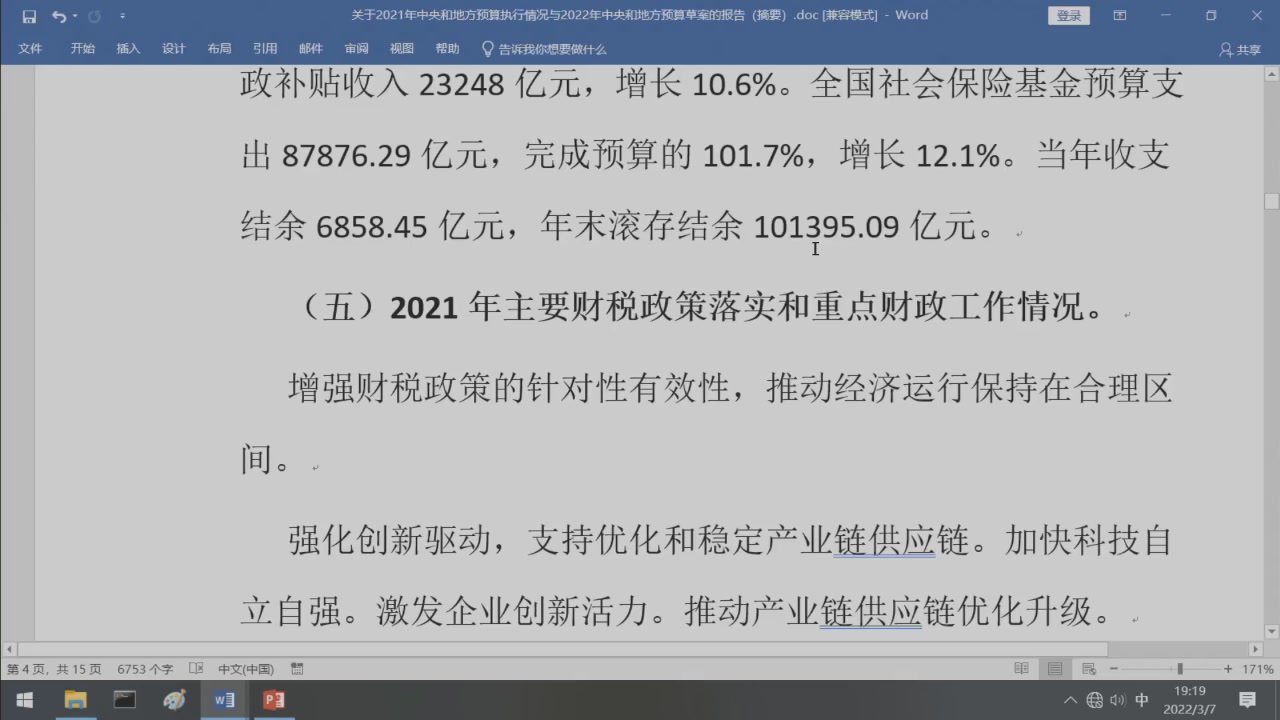 关于2021年中央和地方预算执行情况与2022年中央和地方预算草案的报告（摘要）.doc [兼容模式] - Word
登录
文件 开始 插入 设计 布局 引用 邮件 审阅 视图 帮助 告诉我你想要做什么 共享
政补贴收入 23248 亿元，增长 10.6%。全国社会保险基金预算支
出 87876.29 亿元，完成预算的 101.7%，增长 12.1%。当年收支
结余 6858.45 亿元，年末滚存结余 101395.09 亿元。
（五）2021 年主要财税政策落实和重点财政工作情况。
增强财税政策的针对性有效性，推动经济运行保持在合理区
间。
强化创新驱动，支持优化和稳定产业链供应链。加快科技自
立自强。激发企业创新活力。推动产业链供应链优化升级。
第 4 页，共 15 页 6753 个字 中文(中国) 171%
中 19:19
2022/3/7